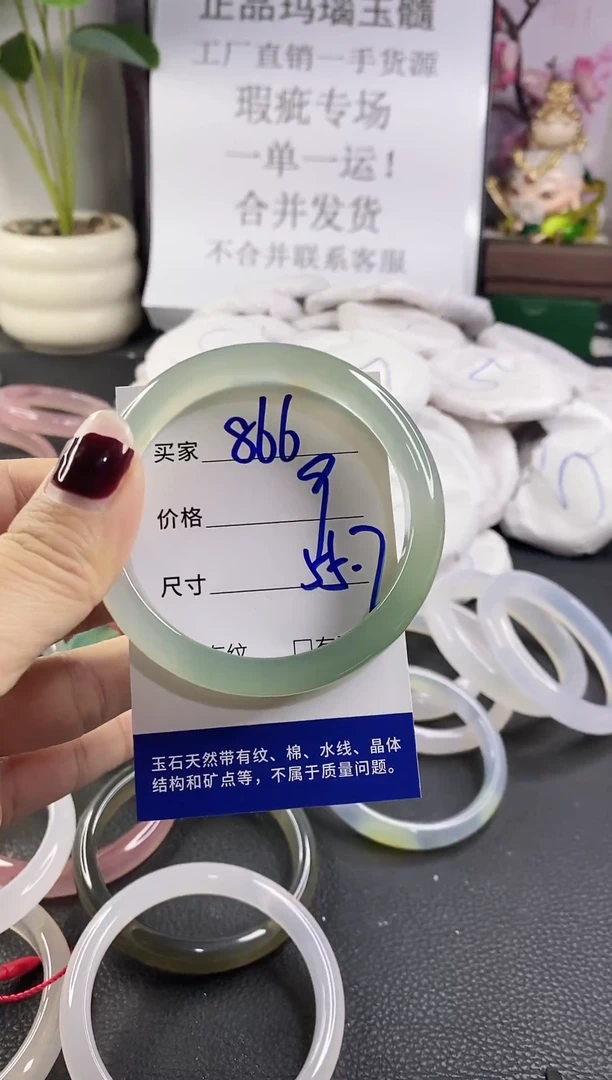 正品玛瑙玉髓
工厂直销一手货源
瑕疵专场
一单一运！
合并发货
不合并联系客服
买家 866
价格 9
尺寸 55.7
纹 □有
玉石天然带有纹、棉、水线、晶体
结构和矿点等，不属于质量问题。